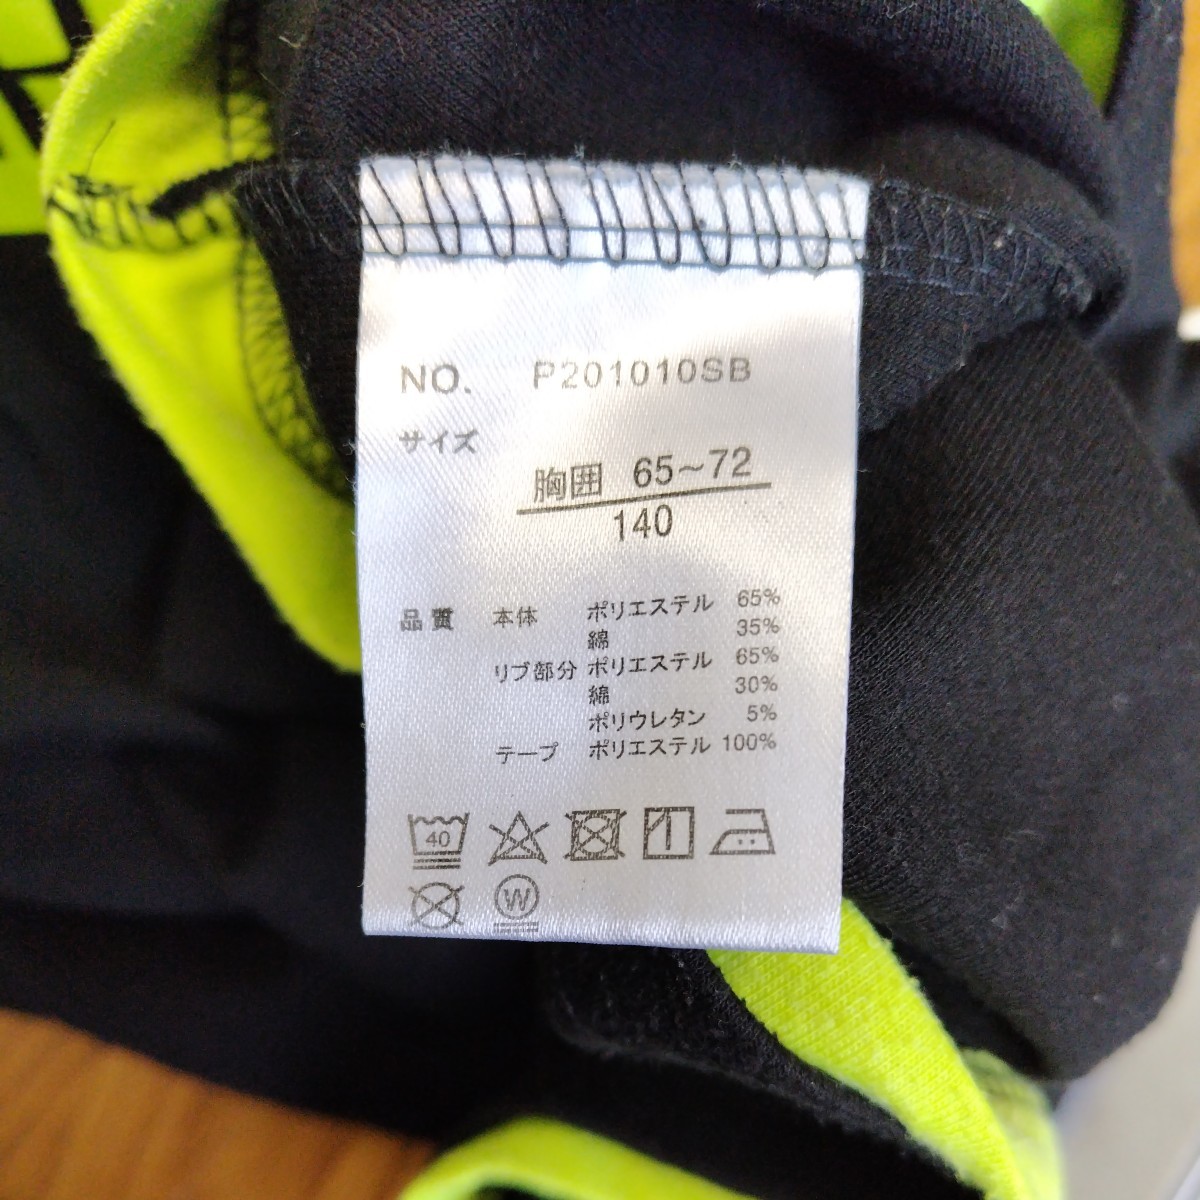 NO. P201010SB
サイズ
胸囲 65~72
140
品質 本体 ポリエステル 65%
綿 35%
リブ部分 ポリエステル 65%
綿 30%
ポリウレタン 5%
テープ ポリエステル 100%
40
W